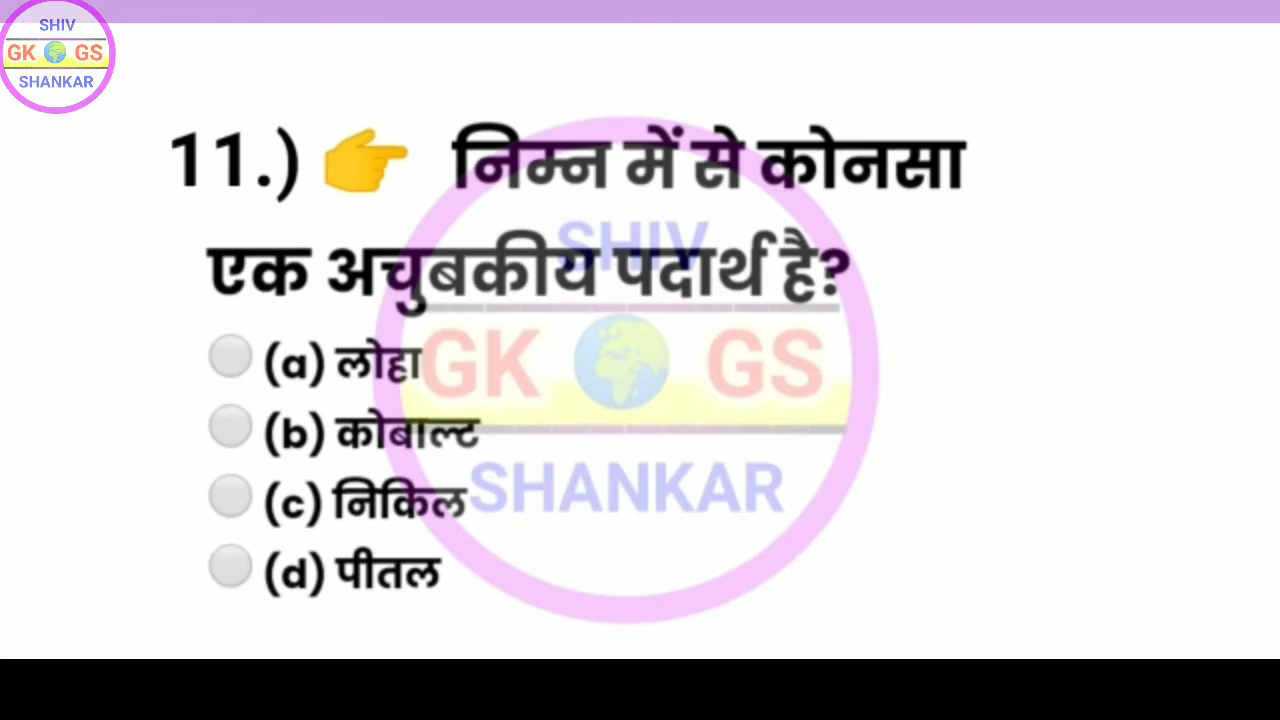 SHIV
GK GS
SHANKAR
11.) 👉 निम्न में से कोनसा
एक अचुबकीय पदार्थ है?
(a) लोहा
(b) कोबाल्ट
(c) निकिल
(d) पीतल
SHIV
GK GS
SHANKAR